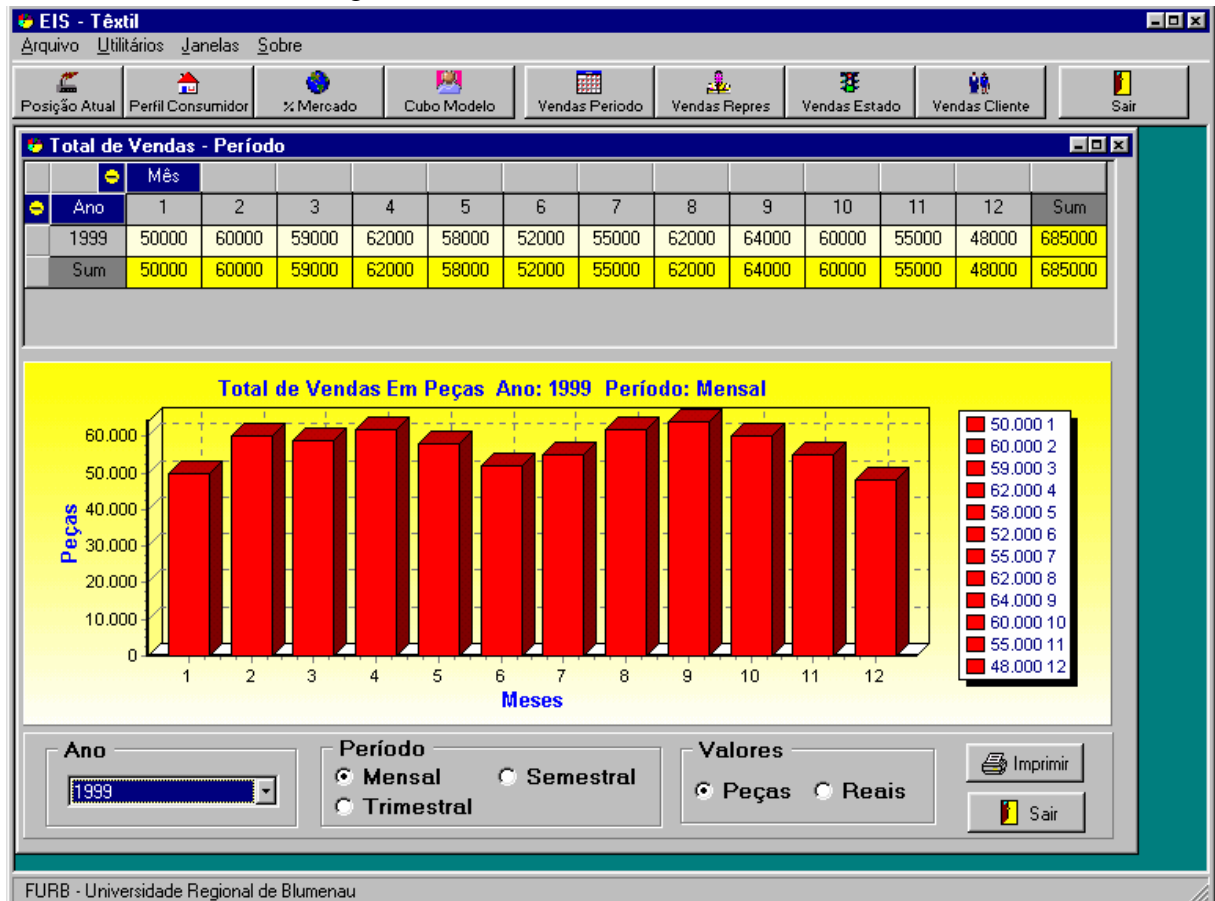 EIS - Têxtil
Arquivo Utilitários Janelas Sobre
Posição Atual Perfil Consumidor % Mercado Cubo Modelo Vendas Periodo Vendas Repres Vendas Estado Vendas Cliente Sair
Total de Vendas - Período
Mês
Ano 1 2 3 4 5 6 7 8 9 10 11 12 Sum
1999 50000 60000 59000 62000 58000 52000 55000 62000 64000 60000 55000 48000 685000
Sum 50000 60000 59000 62000 58000 52000 55000 62000 64000 60000 55000 48000 685000
Total de Vendas Em Peças Ano: 1999 Período: Mensal
60.000
50.000
40.000
30.000
20.000
10.000
0
Peças
1 2 3 4 5 6 7 8 9 10 11 12
Meses
50.000 1
60.000 2
59.000 3
62.000 4
58.000 5
52.000 6
55.000 7
62.000 8
64.000 9
60.000 10
55.000 11
48.000 12
Ano
1999
Período
Mensal Semestral
Trimestral
Valores
Peças Reais
Imprimir
Sair
FURB - Universidade Regional de Blumenau